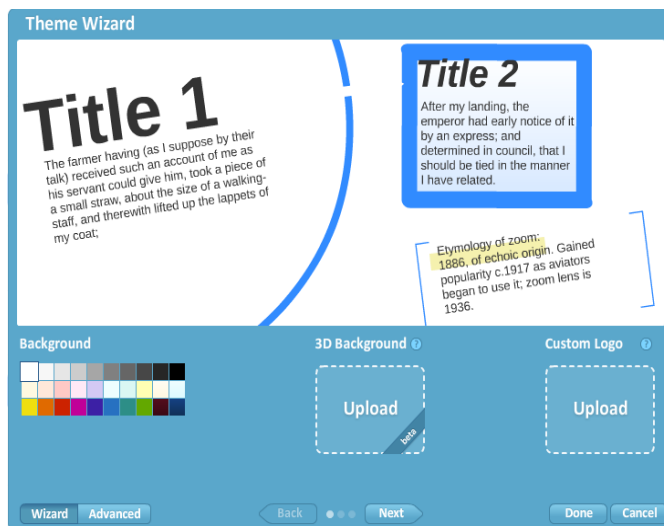 Theme Wizard
Title 1
The farmer having (as I suppose by their
talk) received such an account of me as
his servant could give him, took a piece of
a small straw, about the size of a walking-
staff, and therewith lifted up the lappets of
my coat;
Title 2
After my landing, the
emperor had early notice of it
by an express; and
determined in council, that I
should be tied in the manner
I have related.
Etymology of zoom:
1886, of echoic origin. Gained
popularity c.1917 as aviators
began to use it; zoom lens is
1936.
Background
3D Background ?
Custom Logo ?
Upload
beta
Upload
Wizard Advanced
Back Next
Done Cancel